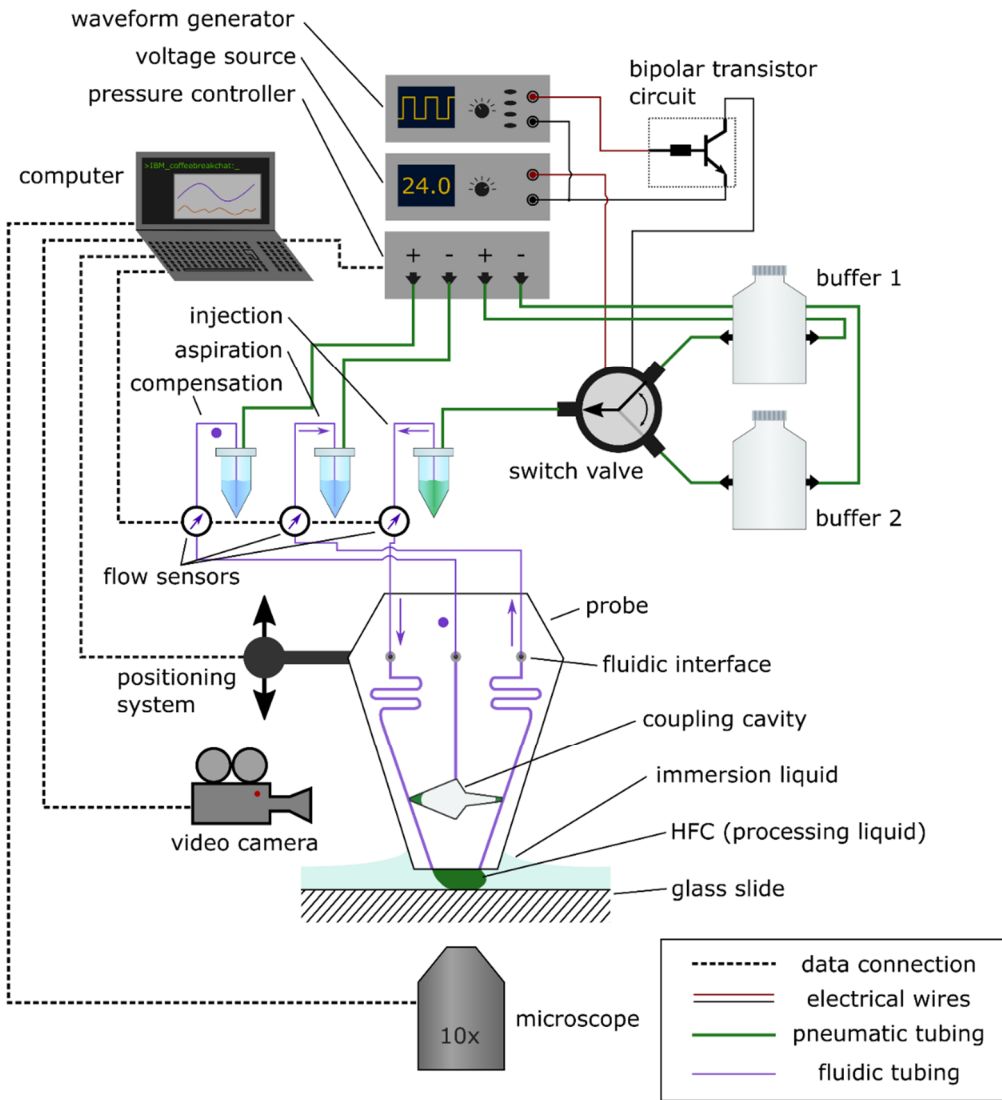 waveform generator
voltage source
pressure controller
bipolar transistor
circuit
>IBM_coffeebreakchat:_
computer
24.0
+ - + -
buffer 1
injection
aspiration
compensation
switch valve
buffer 2
flow sensors
probe
fluidic interface
positioning
system
coupling cavity
immersion liquid
HFC (processing liquid)
video camera
glass slide
10x
microscope
data connection
electrical wires
pneumatic tubing
fluidic tubing